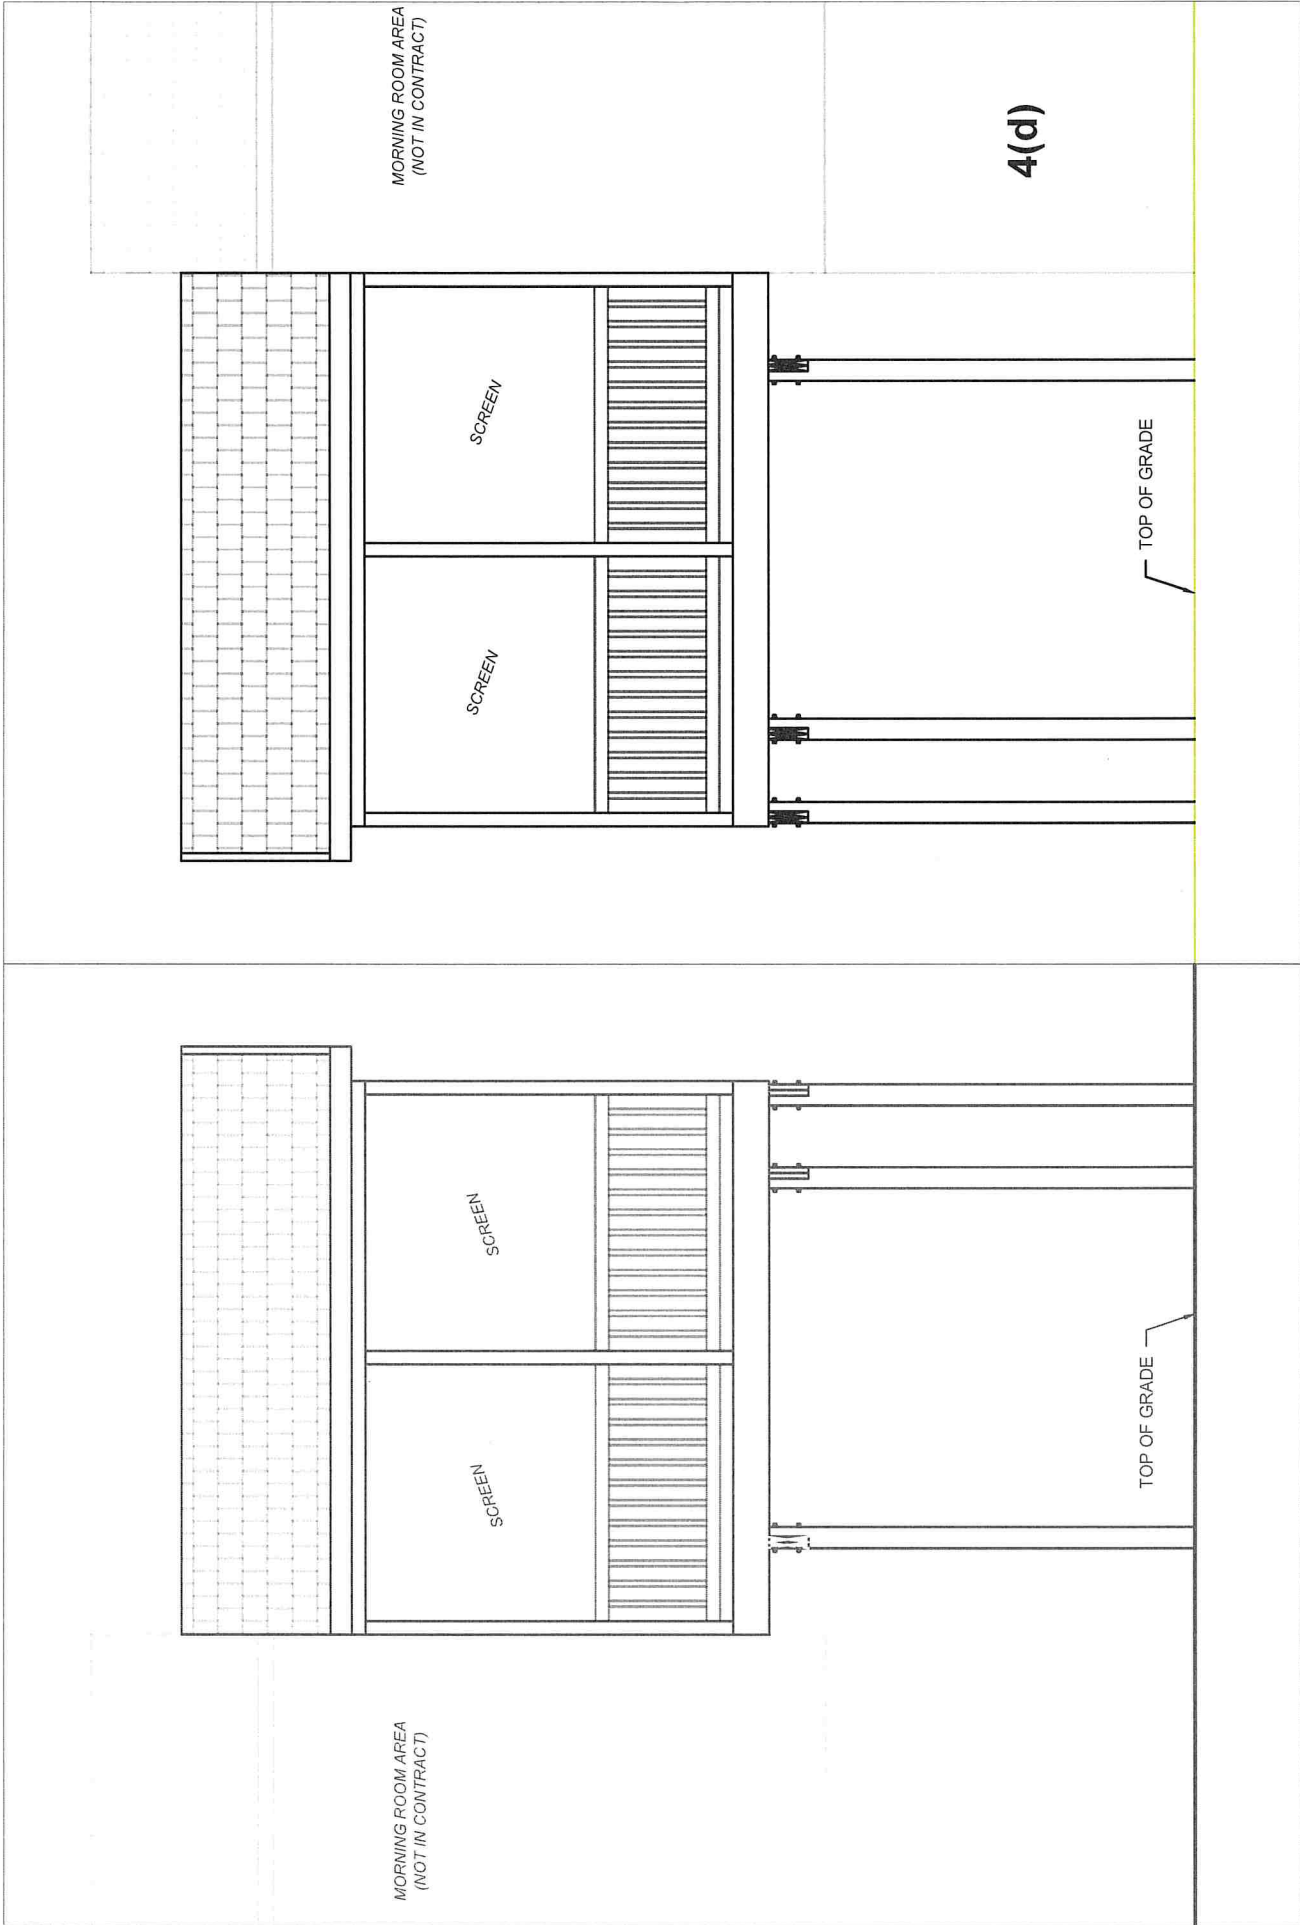 MORNING ROOM AREA
(NOT IN CONTRACT)
SCREEN
SCREEN
TOP OF GRADE
SCREEN
SCREEN
TOP OF GRADE
MORNING ROOM AREA
(NOT IN CONTRACT)
4(d)